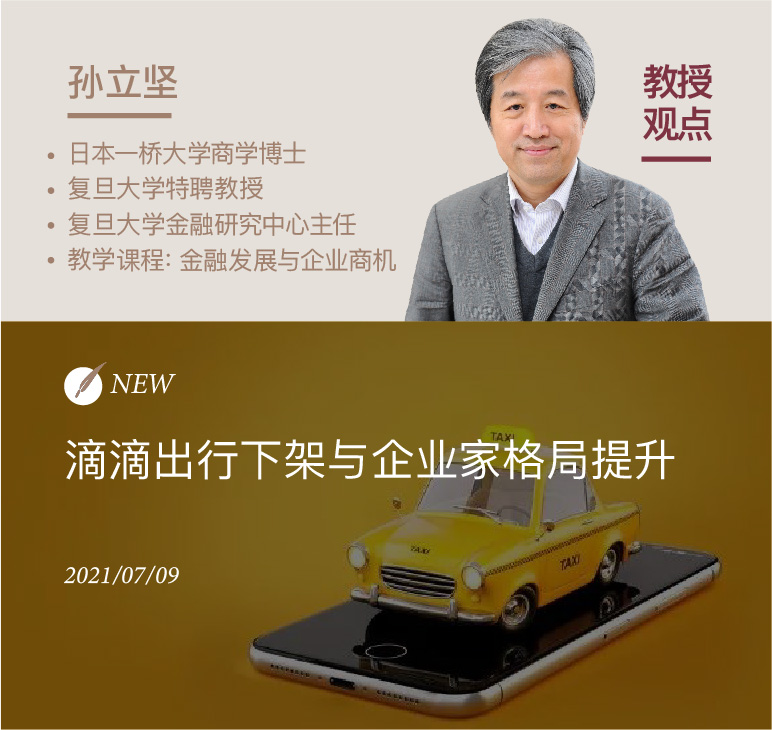 孙立坚
教授
观点
• 日本一桥大学商学博士
• 复旦大学特聘教授
• 复旦大学金融研究中心主任
• 教学课程: 金融发展与企业商机
NEW
TAXI
滴滴出行下架与企业家格局提升
TAXI
TAXI
2021/07/09